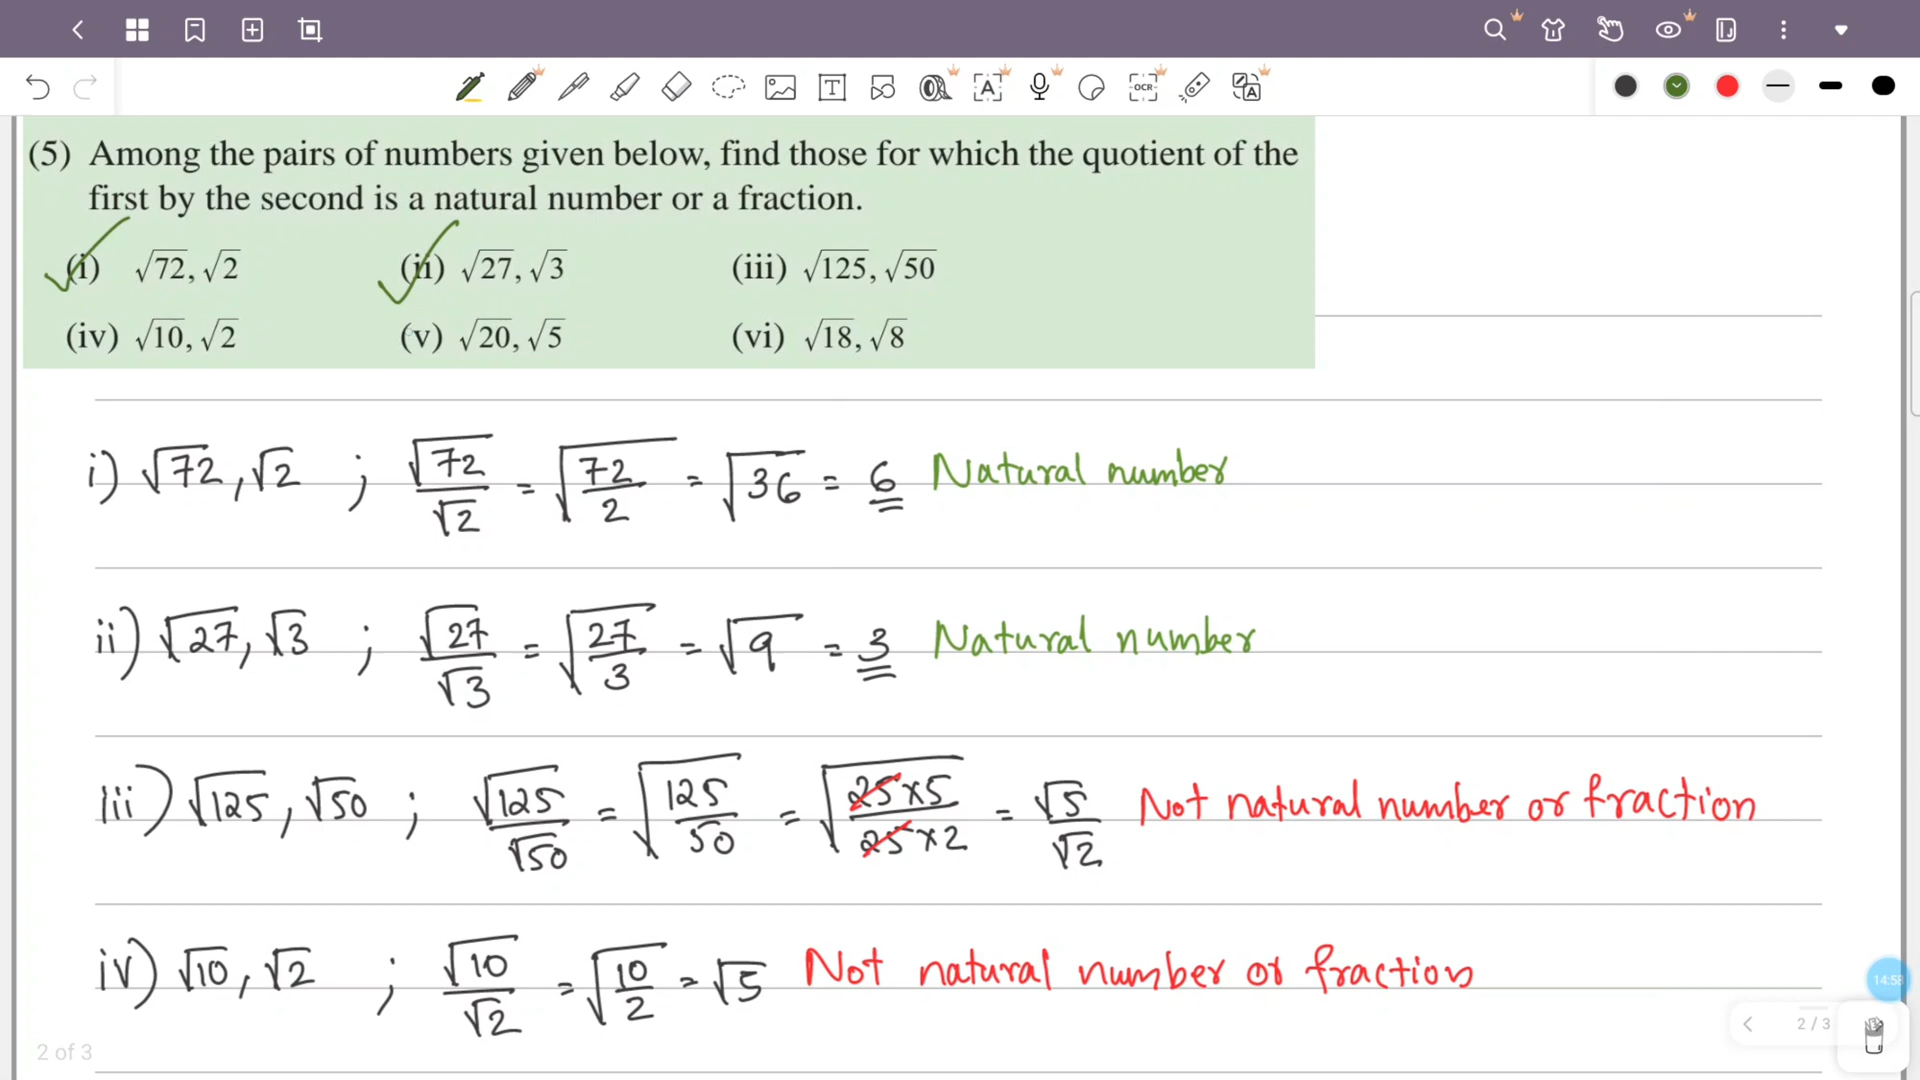 (5) Among the pairs of numbers given below, find those for which the quotient of the
first by the second is a natural number or a fraction.
(i) √72, √2 (ii) √27, √3 (iii) √125, √50
(iv) √10, √2 (v) √20, √5 (vi) √18, √8
i) √72, √2 ; √72/√2 = √(72/2) = √36 = 6 Natural number
ii) √27, √3 ; √27/√3 = √(27/3) = √9 = 3 Natural number
iii) √125, √50 ; √125/√50 = √(125/50) = √(25×5/25×2) = √5/√2 Not natural number or fraction
iv) √10, √2 ; √10/√2 = √(10/2) = √5 Not natural number or fraction
14:58
2 / 3
2 of 3